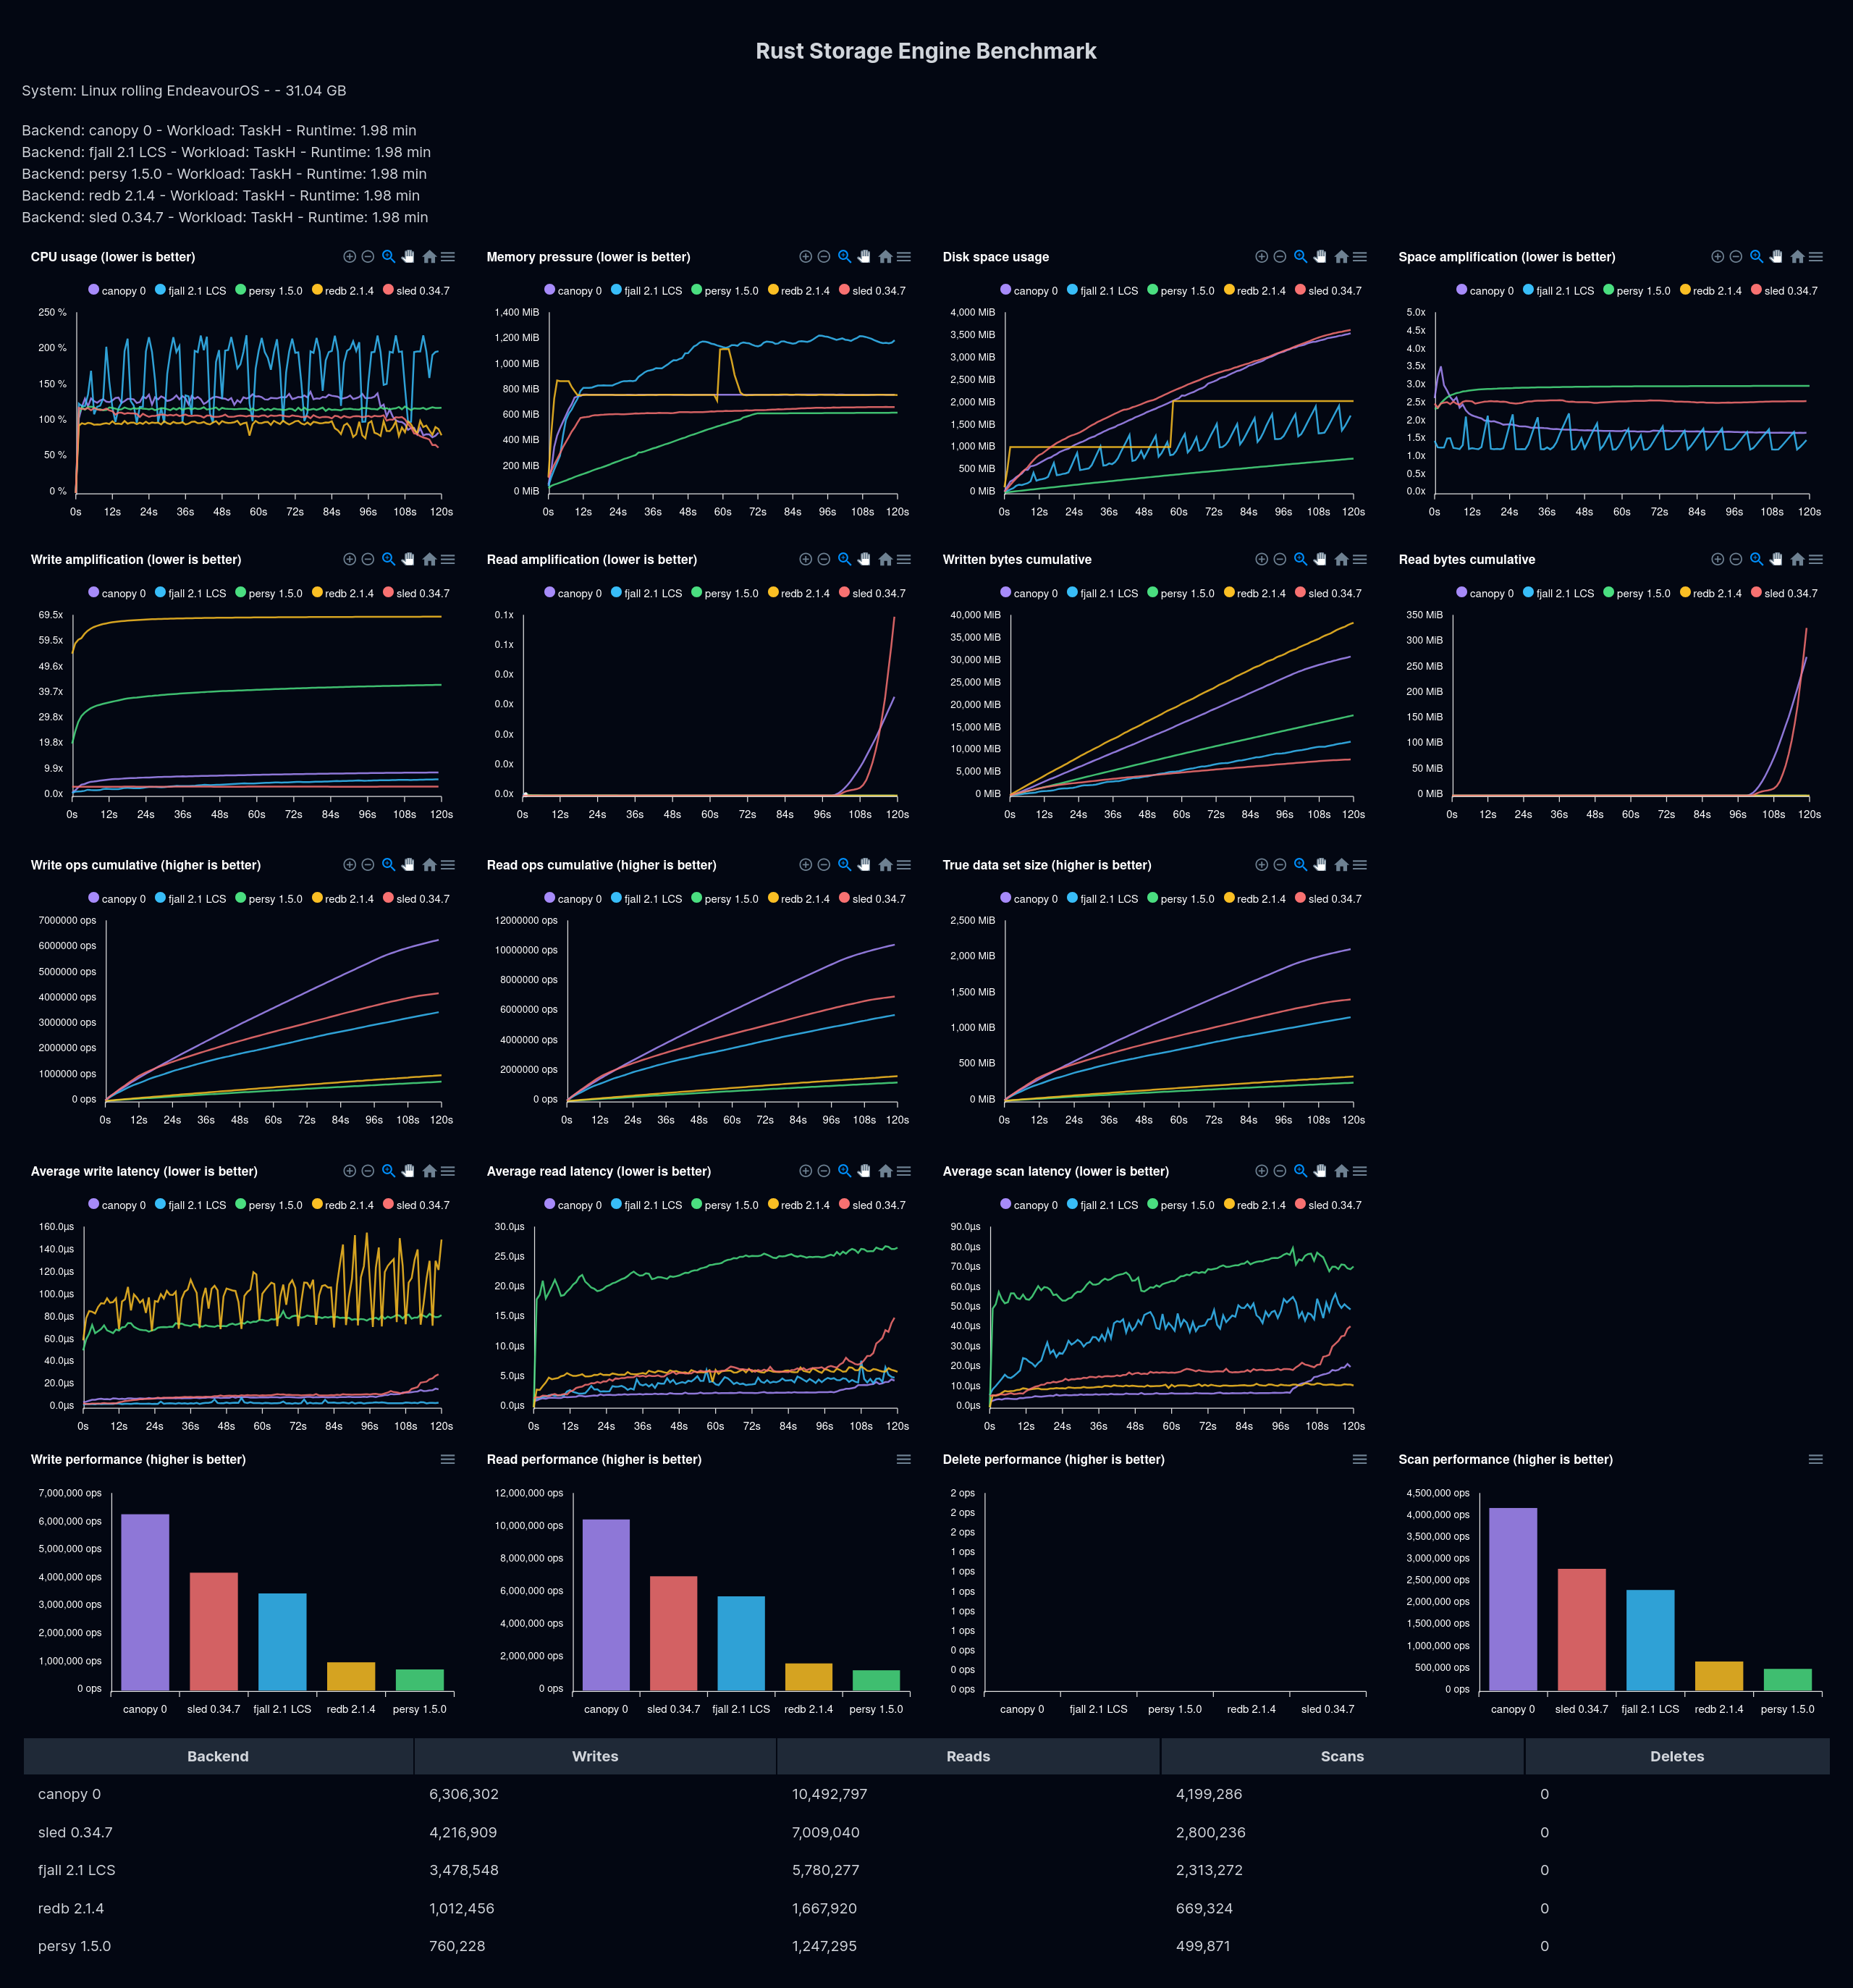 Rust Storage Engine Benchmark
System: Linux rolling EndeavourOS - - 31.04 GB
Backend: canopy 0 - Workload: TaskH - Runtime: 1.98 min
Backend: fjall 2.1 LCS - Workload: TaskH - Runtime: 1.98 min
Backend: persy 1.5.0 - Workload: TaskH - Runtime: 1.98 min
Backend: redb 2.1.4 - Workload: TaskH - Runtime: 1.98 min
Backend: sled 0.34.7 - Workload: TaskH - Runtime: 1.98 min
CPU usage (lower is better)
canopy 0 fjall 2.1 LCS persy 1.5.0 redb 2.1.4 sled 0.34.7
250 %
200 %
150 %
100 %
50 %
0 %
0s 12s 24s 36s 48s 60s 72s 84s 96s 108s 120s
Memory pressure (lower is better)
canopy 0 fjall 2.1 LCS persy 1.5.0 redb 2.1.4 sled 0.34.7
1,400 MiB
1,200 MiB
1,000 MiB
800 MiB
600 MiB
400 MiB
200 MiB
0 MiB
0s 12s 24s 36s 48s 60s 72s 84s 96s 108s 120s
Disk space usage
canopy 0 fjall 2.1 LCS persy 1.5.0 redb 2.1.4 sled 0.34.7
4,000 MiB
3,500 MiB
3,000 MiB
2,500 MiB
2,000 MiB
1,500 MiB
1,000 MiB
500 MiB
0 MiB
0s 12s 24s 36s 48s 60s 72s 84s 96s 108s 120s
Space amplification (lower is better)
canopy 0 fjall 2.1 LCS persy 1.5.0 redb 2.1.4 sled 0.34.7
5.0x
4.5x
4.0x
3.5x
3.0x
2.5x
2.0x
1.5x
1.0x
0.5x
0.0x
0s 12s 24s 36s 48s 60s 72s 84s 96s 108s 120s
Write amplification (lower is better)
canopy 0 fjall 2.1 LCS persy 1.5.0 redb 2.1.4 sled 0.34.7
69.5x
59.5x
49.6x
39.7x
29.8x
19.8x
9.9x
0.0x
0s 12s 24s 36s 48s 60s 72s 84s 96s 108s 120s
Read amplification (lower is better)
canopy 0 fjall 2.1 LCS persy 1.5.0 redb 2.1.4 sled 0.34.7
0.1x
0.1x
0.0x
0.0x
0.0x
0.0x
0.0x
0s 12s 24s 36s 48s 60s 72s 84s 96s 108s 120s
Written bytes cumulative
canopy 0 fjall 2.1 LCS persy 1.5.0 redb 2.1.4 sled 0.34.7
40,000 MiB
35,000 MiB
30,000 MiB
25,000 MiB
20,000 MiB
15,000 MiB
10,000 MiB
5,000 MiB
0 MiB
0s 12s 24s 36s 48s 60s 72s 84s 96s 108s 120s
Read bytes cumulative
canopy 0 fjall 2.1 LCS persy 1.5.0 redb 2.1.4 sled 0.34.7
350 MiB
300 MiB
250 MiB
200 MiB
150 MiB
100 MiB
50 MiB
0 MiB
0s 12s 24s 36s 48s 60s 72s 84s 96s 108s 120s
Write ops cumulative (higher is better)
canopy 0 fjall 2.1 LCS persy 1.5.0 redb 2.1.4 sled 0.34.7
7000000 ops
6000000 ops
5000000 ops
4000000 ops
3000000 ops
2000000 ops
1000000 ops
0 ops
0s 12s 24s 36s 48s 60s 72s 84s 96s 108s 120s
Read ops cumulative (higher is better)
canopy 0 fjall 2.1 LCS persy 1.5.0 redb 2.1.4 sled 0.34.7
12000000 ops
10000000 ops
8000000 ops
6000000 ops
4000000 ops
2000000 ops
0 ops
0s 12s 24s 36s 48s 60s 72s 84s 96s 108s 120s
True data set size (higher is better)
canopy 0 fjall 2.1 LCS persy 1.5.0 redb 2.1.4 sled 0.34.7
2,500 MiB
2,000 MiB
1,500 MiB
1,000 MiB
500 MiB
0 MiB
0s 12s 24s 36s 48s 60s 72s 84s 96s 108s 120s
Average write latency (lower is better)
canopy 0 fjall 2.1 LCS persy 1.5.0 redb 2.1.4 sled 0.34.7
160.0µs
140.0µs
120.0µs
100.0µs
80.0µs
60.0µs
40.0µs
20.0µs
0.0µs
0s 12s 24s 36s 48s 60s 72s 84s 96s 108s 120s
Average read latency (lower is better)
canopy 0 fjall 2.1 LCS persy 1.5.0 redb 2.1.4 sled 0.34.7
30.0µs
25.0µs
20.0µs
15.0µs
10.0µs
5.0µs
0.0µs
0s 12s 24s 36s 48s 60s 72s 84s 96s 108s 120s
Average scan latency (lower is better)
canopy 0 fjall 2.1 LCS persy 1.5.0 redb 2.1.4 sled 0.34.7
90.0µs
80.0µs
70.0µs
60.0µs
50.0µs
40.0µs
30.0µs
20.0µs
10.0µs
0.0µs
0s 12s 24s 36s 48s 60s 72s 84s 96s 108s 120s
Write performance (higher is better)
7,000,000 ops
6,000,000 ops
5,000,000 ops
4,000,000 ops
3,000,000 ops
2,000,000 ops
1,000,000 ops
0 ops
canopy 0 sled 0.34.7 fjall 2.1 LCS redb 2.1.4 persy 1.5.0
Read performance (higher is better)
12,000,000 ops
10,000,000 ops
8,000,000 ops
6,000,000 ops
4,000,000 ops
2,000,000 ops
0 ops
canopy 0 sled 0.34.7 fjall 2.1 LCS redb 2.1.4 persy 1.5.0
Delete performance (higher is better)
2 ops
2 ops
2 ops
1 ops
1 ops
1 ops
1 ops
1 ops
0 ops
0 ops
0 ops
canopy 0 fjall 2.1 LCS persy 1.5.0 redb 2.1.4 sled 0.34.7
Scan performance (higher is better)
4,500,000 ops
4,000,000 ops
3,500,000 ops
3,000,000 ops
2,500,000 ops
2,000,000 ops
1,500,000 ops
1,000,000 ops
500,000 ops
0 ops
canopy 0 sled 0.34.7 fjall 2.1 LCS redb 2.1.4 persy 1.5.0
Backend Writes Reads Scans Deletes
canopy 0 6,306,302 10,492,797 4,199,286 0
sled 0.34.7 4,216,909 7,009,040 2,800,236 0
fjall 2.1 LCS 3,478,548 5,780,277 2,313,272 0
redb 2.1.4 1,012,456 1,667,920 669,324 0
persy 1.5.0 760,228 1,247,295 499,871 0